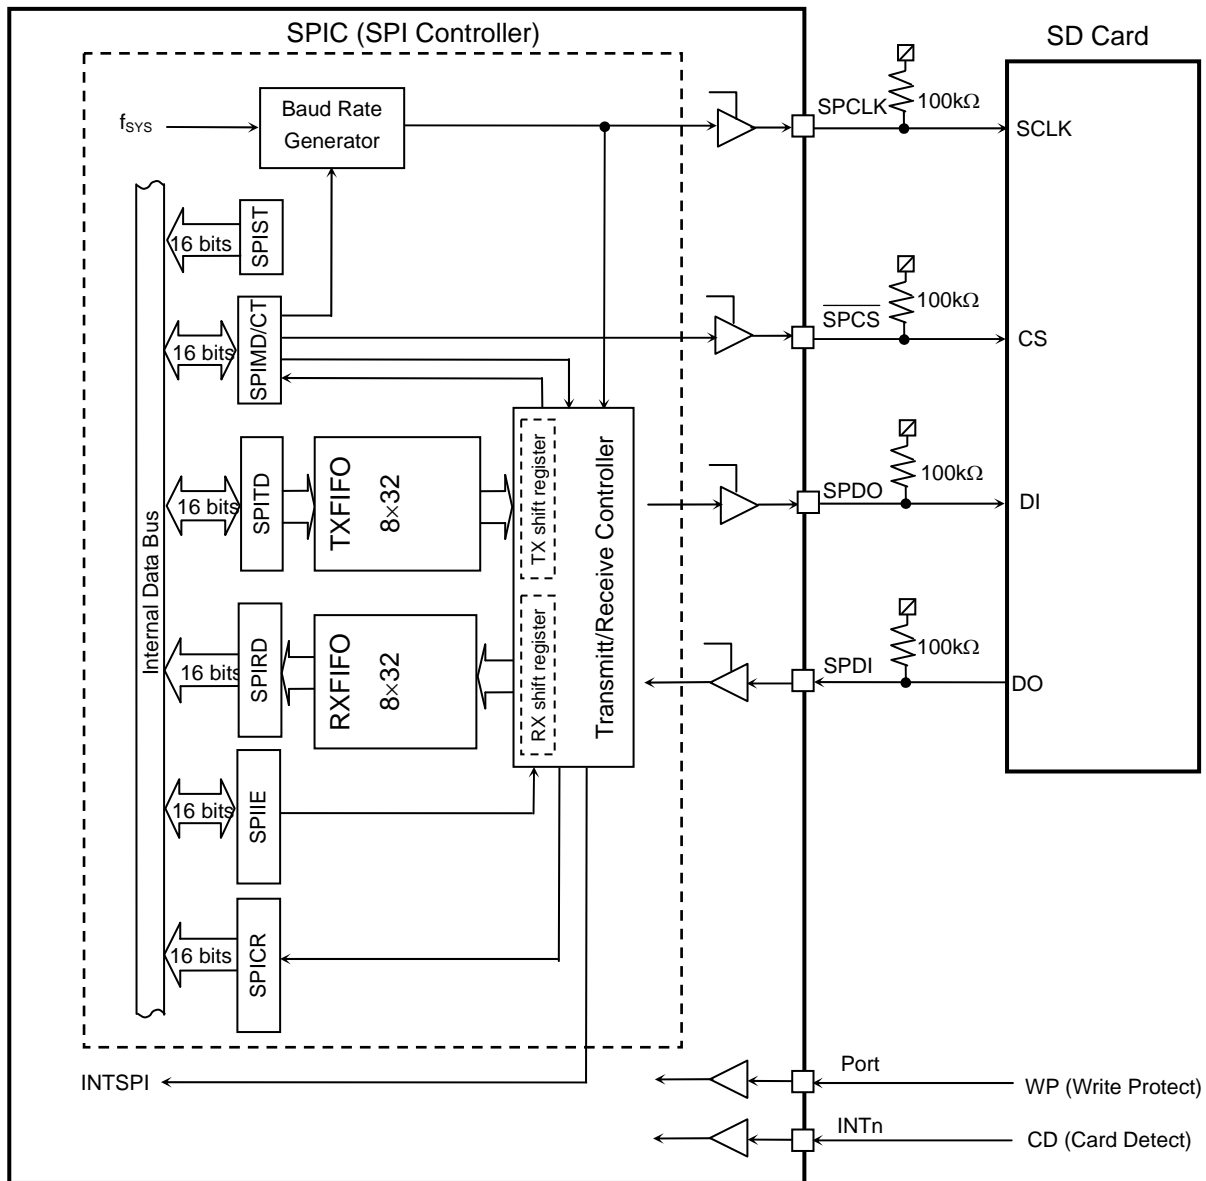 SPIC (SPI Controller)
SD Card
fSYS
Baud Rate
Generator
SPCLK
100kΩ
SCLK
16 bits
SPIST
16 bits
SPIMD/CT
SPCS
100kΩ
CS
16 bits
SPITD
TXFIFO
8×32
TX shift register
Transmitt/Receive Controller
SPDO
100kΩ
DI
Internal Data Bus
16 bits
SPIRD
RXFIFO
8×32
RX shift register
SPDI
100kΩ
DO
16 bits
SPIIE
16 bits
SPICR
INTSPI
Port
WP (Write Protect)
INTn
CD (Card Detect)